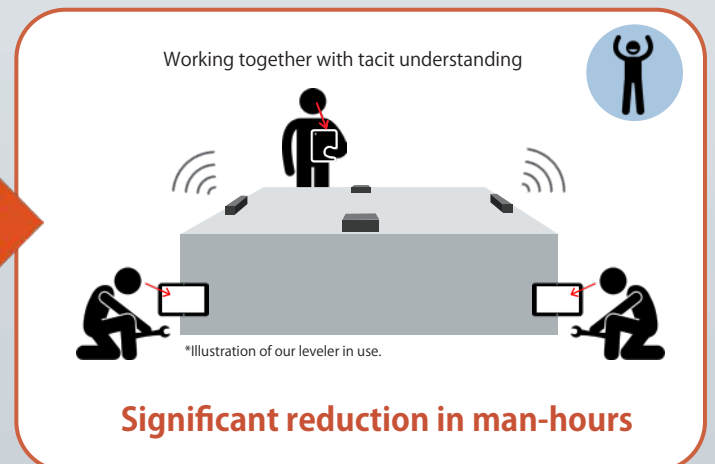 Working together with tacit understanding
*Illustration of our leveler in use.
Significant reduction in man-hours